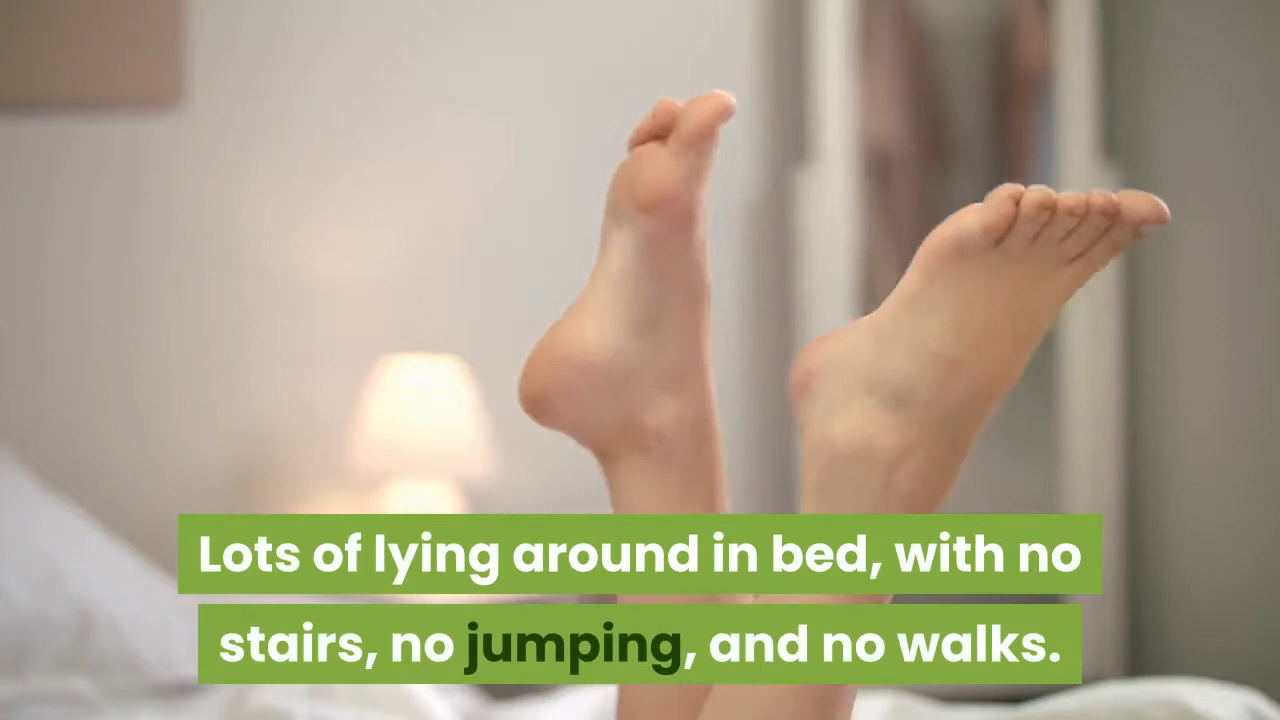 Lots of lying around in bed, with no
stairs, no jumping, and no walks.